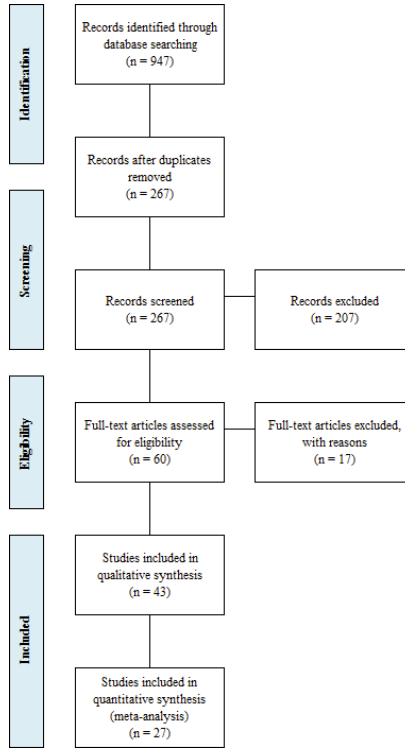 Identification
Records identified through
database searching
(n = 947)
Records after duplicates
removed
(n = 267)
Screening
Records screened
(n = 267)
Records excluded
(n = 207)
Eligibility
Full-text articles assessed
for eligibility
(n = 60)
Full-text articles excluded,
with reasons
(n = 17)
Included
Studies included in
qualitative synthesis
(n = 43)
Studies included in
quantitative synthesis
(meta-analysis)
(n = 27)